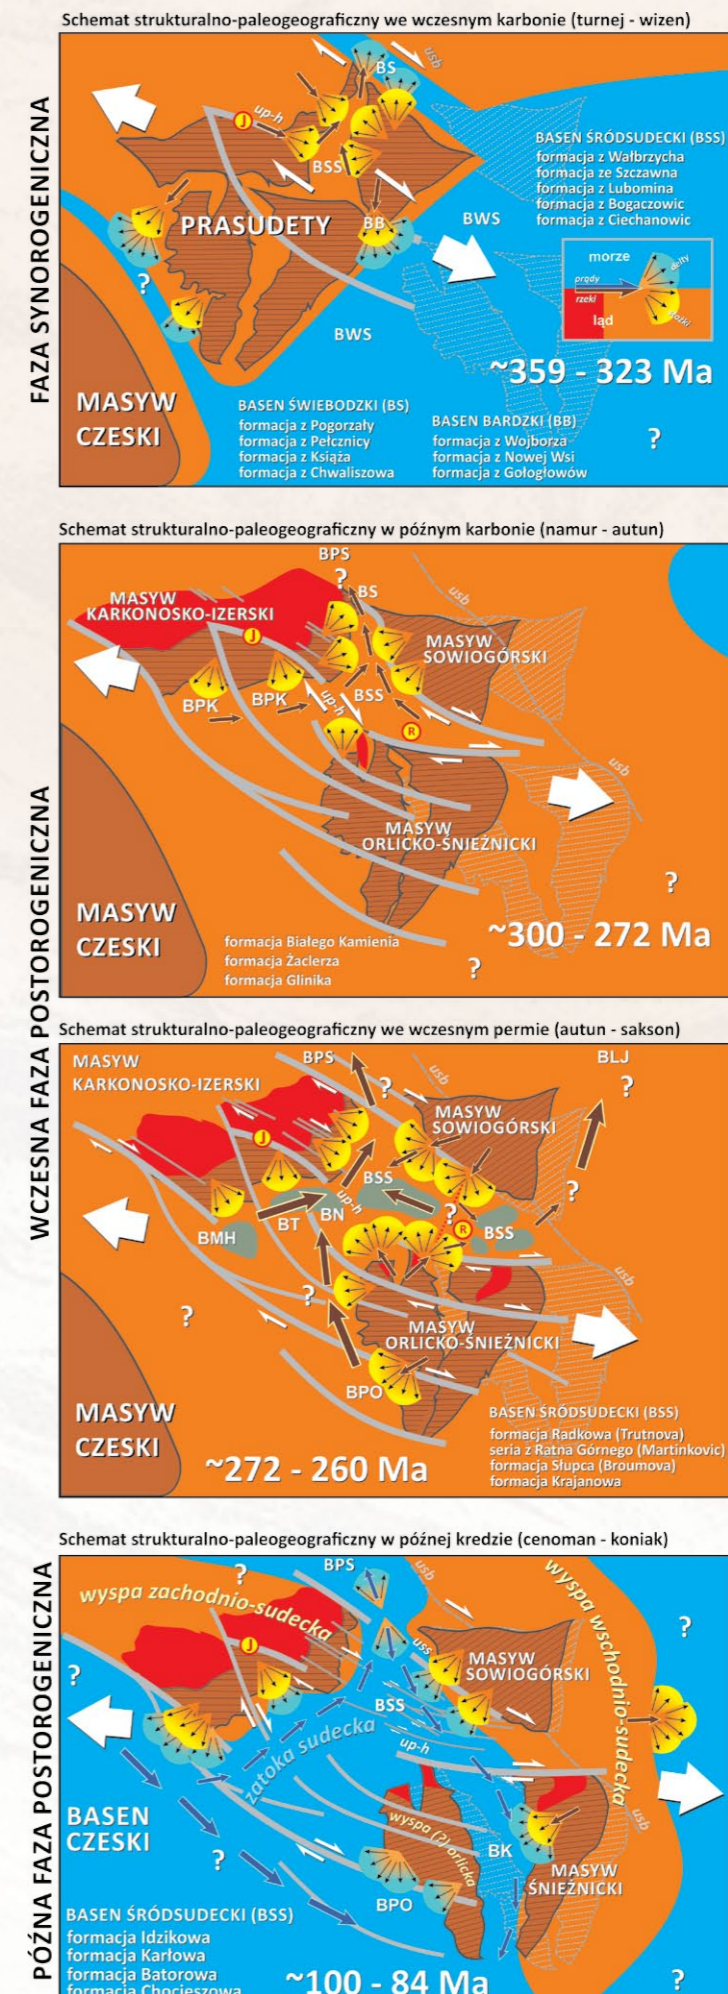 FAZA SYNOROGENICZNA
Schemat strukturalno-paleogeograficzny we wczesnym karbonie (turnej - wizen)
BS
usb
J
up-h
BSS
BASEN ŚRÓDSUDECKI (BSS)
formacja z Wałbrzycha
formacja ze Szczawna
formacja z Lubomina
formacja z Bogaczowic
formacja z Ciechanowic
PRASUDETY
BB
BWS
morze
delty
prądy
rzeki
stożki
ląd
?
BWS
~359 - 323 Ma
MASYW
CZESKI
BASEN ŚWIEBODZKI (BS)
formacja z Pogorzały
formacja z Pełcznicy
formacja z Książa
formacja z Chwaliszowa
BASEN BARDZKI (BB)
formacja z Wojborza
formacja z Nowej Wsi
formacja z Gołogłowów
?
WCZESNA FAZA POSTOROGENICZNA
Schemat strukturalno-paleogeograficzny w późnym karbonie (namur - autun)
BPS
?
BS
usb
MASYW
KARKONOSKO-IZERSKI
J
MASYW
SOWIOGÓRSKI
BPK
BPK
up-h
BSS
R
usb
MASYW
ORLICKO-ŚNIEŻNICKI
?
MASYW
CZESKI
~300 - 272 Ma
formacja Białego Kamienia
formacja Żaclerza
formacja Glinika
?
Schemat strukturalno-paleogeograficzny we wczesnym permie (autun - sakson)
MASYW
KARKONOSKO-IZERSKI
BPS
?
usb
BLJ
?
MASYW
SOWIOGÓRSKI
J
BSS
up-h
?
BT
BN
?
R
BSS
BMH
usb
?
?
MASYW
ORLICKO-ŚNIEŻNICKI
BPO
MASYW
CZESKI
~272 - 260 Ma
BASEN ŚRÓDSUDECKI (BSS)
formacja Radkowa (Trutnova)
seria z Ratna Górnego (Martinkovic)
formacja Słupca (Broumova)
formacja Krajanowa
PÓŹNA FAZA POSTOROGENICZNA
Schemat strukturalno-paleogeograficzny w późnej kredzie (cenoman - koniak)
?
BPS
usb
wyspa zachodnio-sudecka
wyspa wschodnio-sudecka
?
J
uss
MASYW
SOWIOGÓRSKI
?
BSS
zatoka sudecka
up-h
BASEN
CZESKI
?
wyspa (?) orlicka
BK
usb
MASYW
ŚNIEŻNICKI
BPO
BASEN ŚRÓDSUDECKI (BSS)
formacja Idzikowa
formacja Karłowa
formacja Batorowa
formacja Chocieszowa
~100 - 84 Ma
?